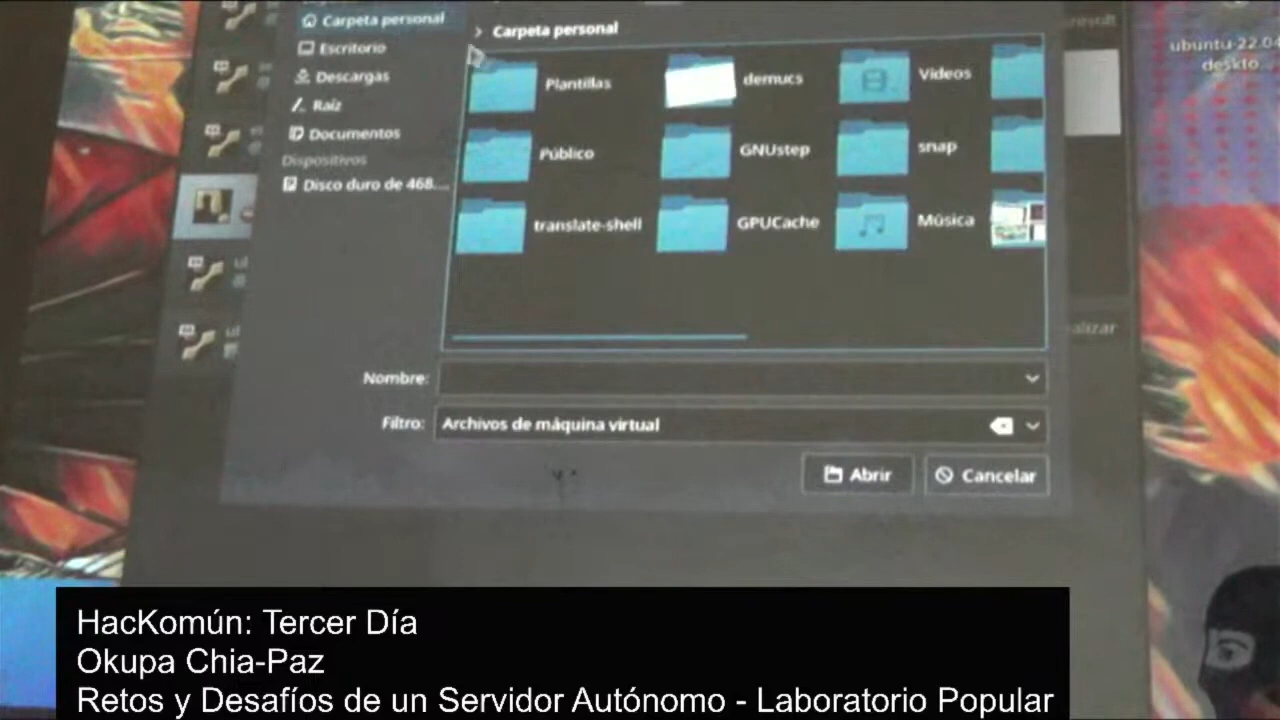 Carpeta personal
Escritorio
Descargas
Raíz
Documentos
Dispositivos
Disco duro de 468....
Carpeta personal
Plantillas
demucs
Vídeos
Público
GNUstep
snap
translate-shell
GPUCache
Música
Nombre:
Filtro: Archivos de máquina virtual
Abrir
Cancelar
ubuntu-22.04
deskto...
HacKomún: Tercer Día
Okupa Chia-Paz
Retos y Desafíos de un Servidor Autónomo - Laboratorio Popular